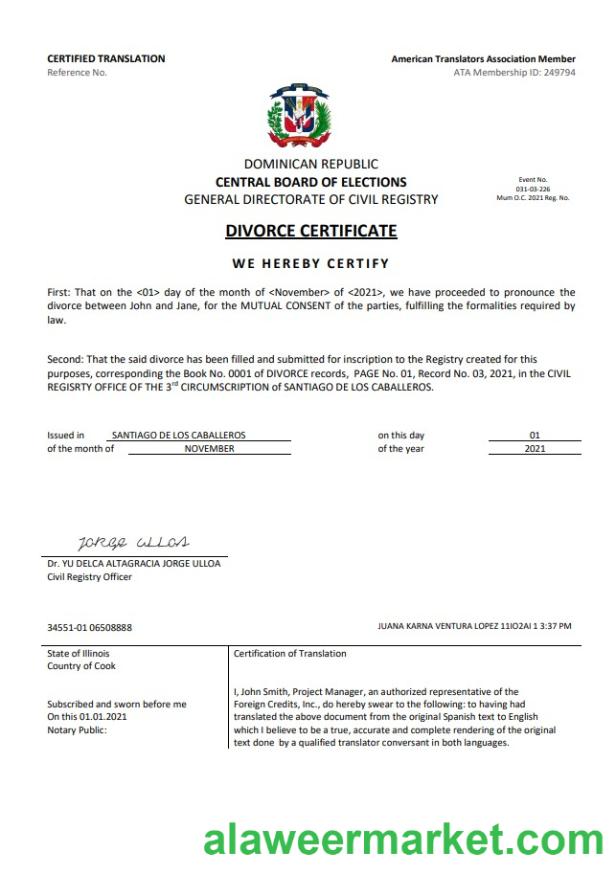 CERTIFIED TRANSLATION
Reference No.
American Translators Association Member
ATA Membership ID: 249794
DOMINICAN REPUBLIC
CENTRAL BOARD OF ELECTIONS
GENERAL DIRECTORATE OF CIVIL REGISTRY
Event No.
031-03-226
Mum O.C. 2021 Reg. No.
DIVORCE CERTIFICATE
WE HEREBY CERTIFY
First: That on the <01> day of the month of <November> of <2021>, we have proceeded to pronounce the
divorce between John and Jane, for the MUTUAL CONSENT of the parties, fulfilling the formalities required by
law.
Second: That the said divorce has been filled and submitted for inscription to the Registry created for this
purposes, corresponding the Book No. 0001 of DIVORCE records, PAGE No. 01, Record No. 03, 2021, in the CIVIL
REGISRTY OFFICE OF THE 3rd CIRCUMSCRIPTION of SANTIAGO DE LOS CABALLEROS.
Issued in SANTIAGO DE LOS CABALLEROS on this day 01
of the month of NOVEMBER of the year 2021
JORGE ULLOA
Dr. YU DELCA ALTAGRACIA JORGE ULLOA
Civil Registry Officer
34551-01 06508888
JUANA KARNA VENTURA LOPEZ 11IO2AI 1 3:37 PM
State of Illinois
Country of Cook
Subscribed and sworn before me
On this 01.01.2021
Notary Public:
Certification of Translation
I, John Smith, Project Manager, an authorized representative of the
Foreign Credits, Inc., do hereby swear to the following: to having had
translated the above document from the original Spanish text to English
which I believe to be a true, accurate and complete rendering of the original
text done by a qualified translator conversant in both languages.
alaweermarket.com